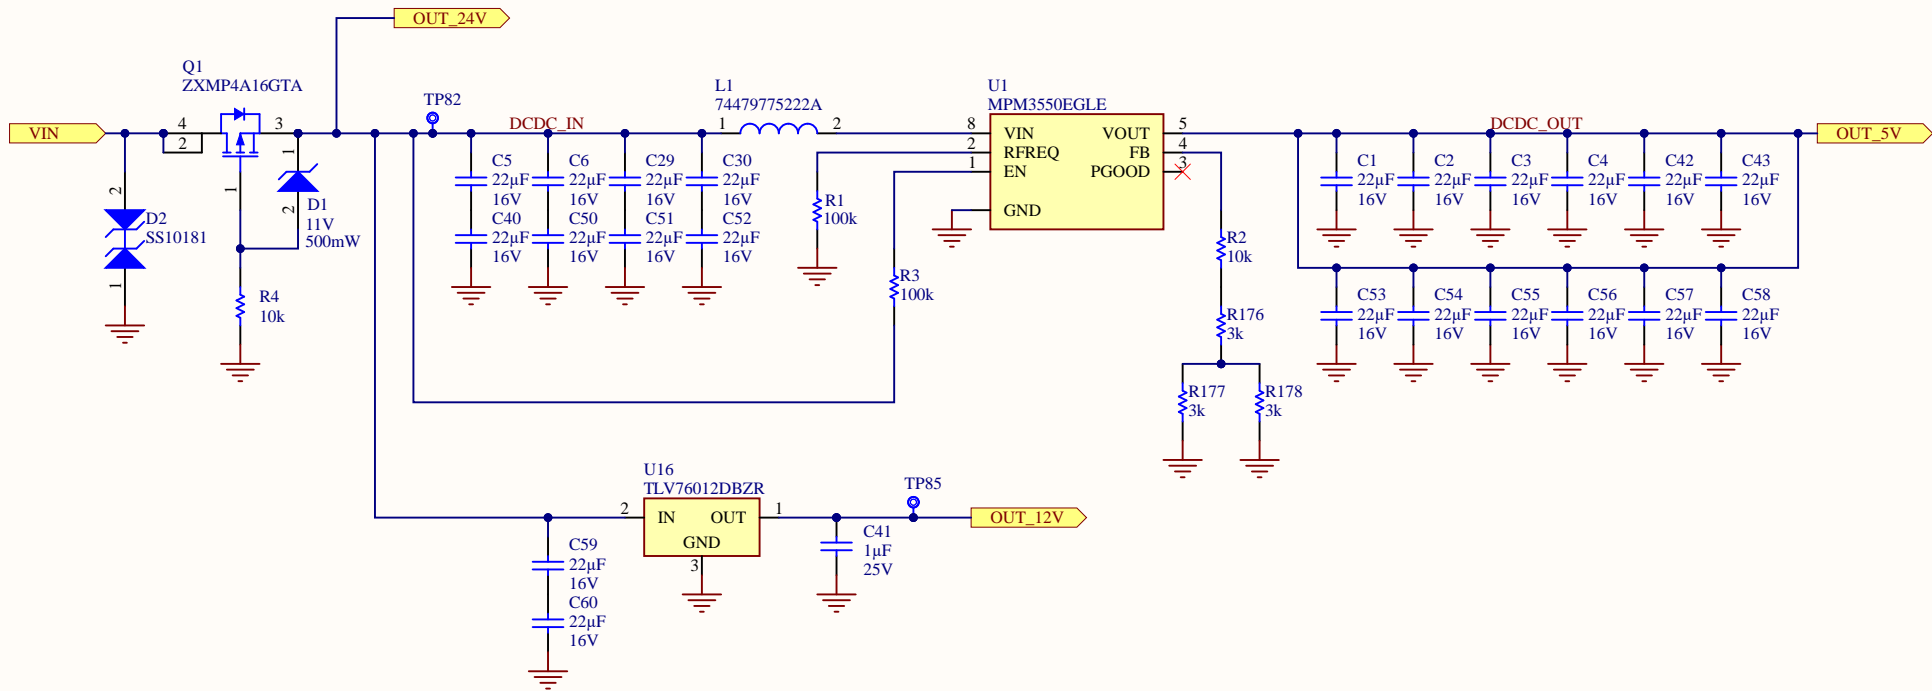 OUT_24V
Q1
ZXMP4A16GTA
VIN
4
2
3
1
1
2
D1
11V
500mW
2
D2
SS10181
1
R4
10k
TP82
DCDC_IN
C5
22µF
16V
C6
22µF
16V
C29
22µF
16V
C30
22µF
16V
C40
22µF
16V
C50
22µF
16V
C51
22µF
16V
C52
22µF
16V
L1
74479775222A
1
2
R1
100k
R3
100k
U1
MPM3550EGLE
8
VIN
VOUT
5
2
RFREQ
FB
4
1
EN
PGOOD
3
GND
R2
10k
R176
3k
R177
3k
R178
3k
DCDC_OUT
OUT_5V
C1
22µF
16V
C2
22µF
16V
C3
22µF
16V
C4
22µF
16V
C42
22µF
16V
C43
22µF
16V
C53
22µF
16V
C54
22µF
16V
C55
22µF
16V
C56
22µF
16V
C57
22µF
16V
C58
22µF
16V
U16
TLV76012DBZR
2
IN
OUT
1
GND
3
C59
22µF
16V
C60
22µF
16V
C41
1µF
25V
TP85
OUT_12V